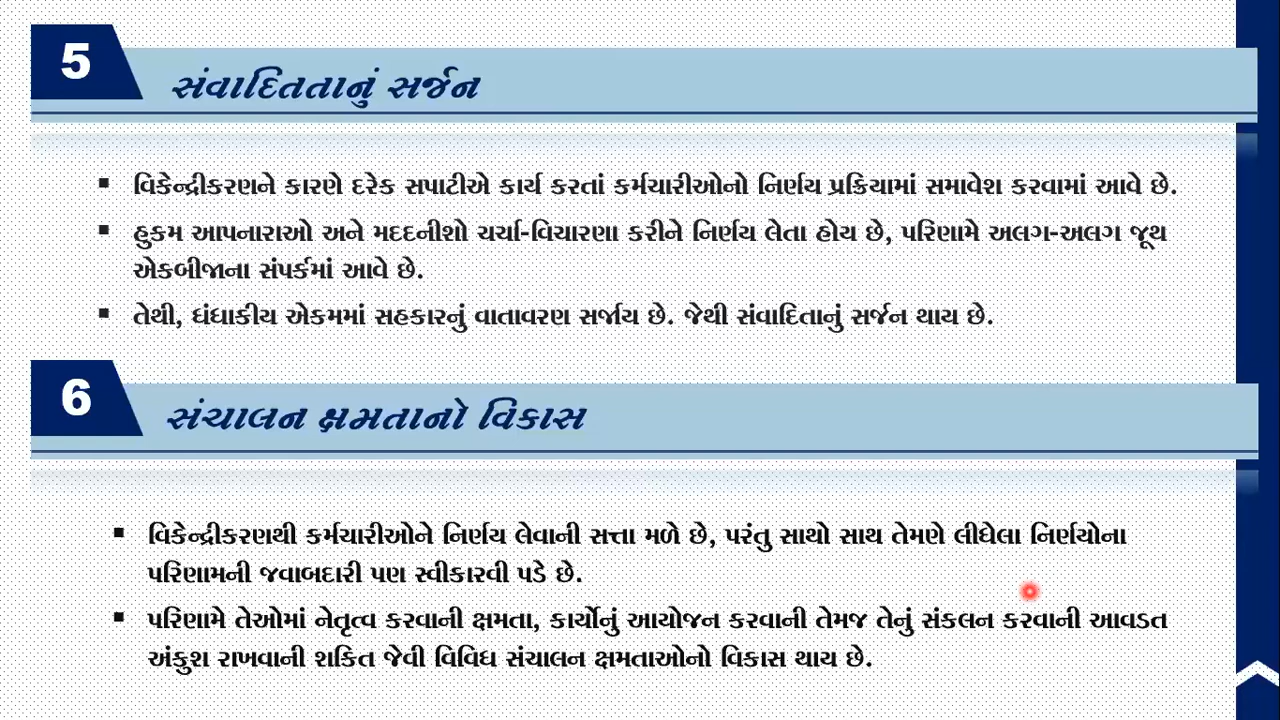 5
સંવાદિતતાનું સર્જન
▪ વિકેન્દ્રીકરણને કારણે દરેક સપાટીએ કાર્ય કરતાં કર્મચારીઓનો નિર્ણય પ્રક્રિયામાં સમાવેશ કરવામાં આવે છે.
▪ હુકમ આપનારાઓ અને મદદનીશો ચર્ચા-વિચારણા કરીને નિર્ણય લેતા હોય છે, પરિણામે અલગ-અલગ જૂથ
એકબીજાના સંપર્કમાં આવે છે.
▪ તેથી, ધંધાકીય એકમમાં સહકારનું વાતાવરણ સર્જાય છે. જેથી સંવાદિતાનું સર્જન થાય છે.
6
સંચાલન ક્ષમતાનો વિકાસ
▪ વિકેન્દ્રીકરણથી કર્મચારીઓને નિર્ણય લેવાની સત્તા મળે છે, પરંતુ સાથો સાથ તેમણે લીધેલા નિર્ણયોના
પરિણામની જવાબદારી પણ સ્વીકારવી પડે છે.
▪ પરિણામે તેઓમાં નેતૃત્વ કરવાની ક્ષમતા, કાર્યોનું આયોજન કરવાની તેમજ તેનું સંકલન કરવાની આવડત
અંકુશ રાખવાની શકિત જેવી વિવિધ સંચાલન ક્ષમતાઓનો વિકાસ થાય છે.